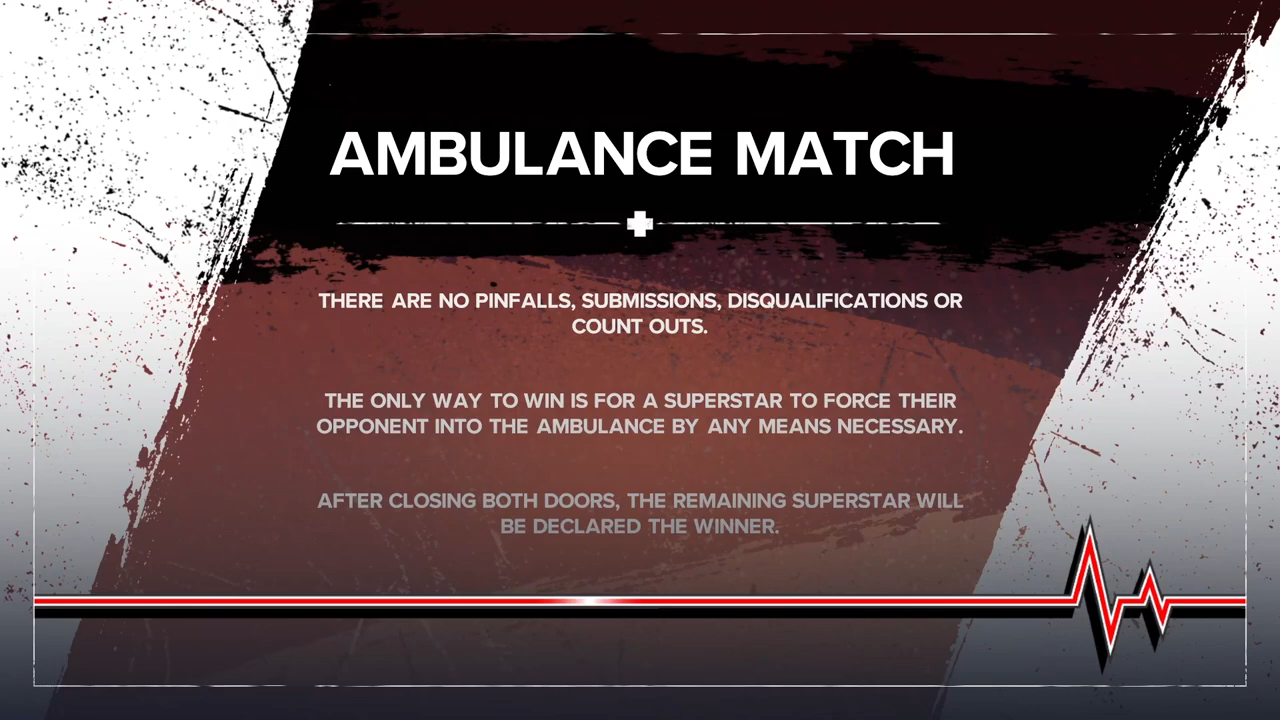 AMBULANCE MATCH
THERE ARE NO PINFALLS, SUBMISSIONS, DISQUALIFICATIONS OR
COUNT OUTS.
THE ONLY WAY TO WIN IS FOR A SUPERSTAR TO FORCE THEIR
OPPONENT INTO THE AMBULANCE BY ANY MEANS NECESSARY.
AFTER CLOSING BOTH DOORS, THE REMAINING SUPERSTAR WILL
BE DECLARED THE WINNER.